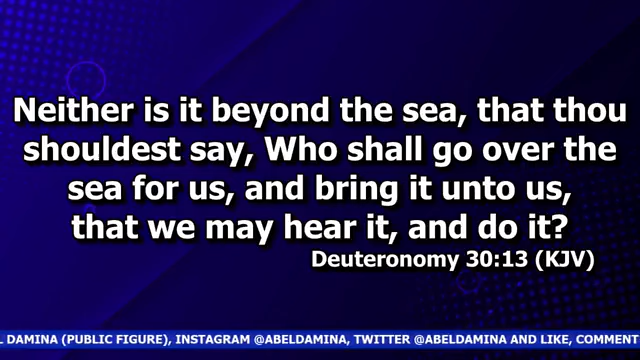 Neither is it beyond the sea, that thou
shouldest say, Who shall go over the
sea for us, and bring it unto us,
that we may hear it, and do it?
Deuteronomy 30:13 (KJV)
DAMINA (PUBLIC FIGURE), INSTAGRAM @ABELDAMINA, TWITTER @ABELDAMINA AND LIKE, COMMENT